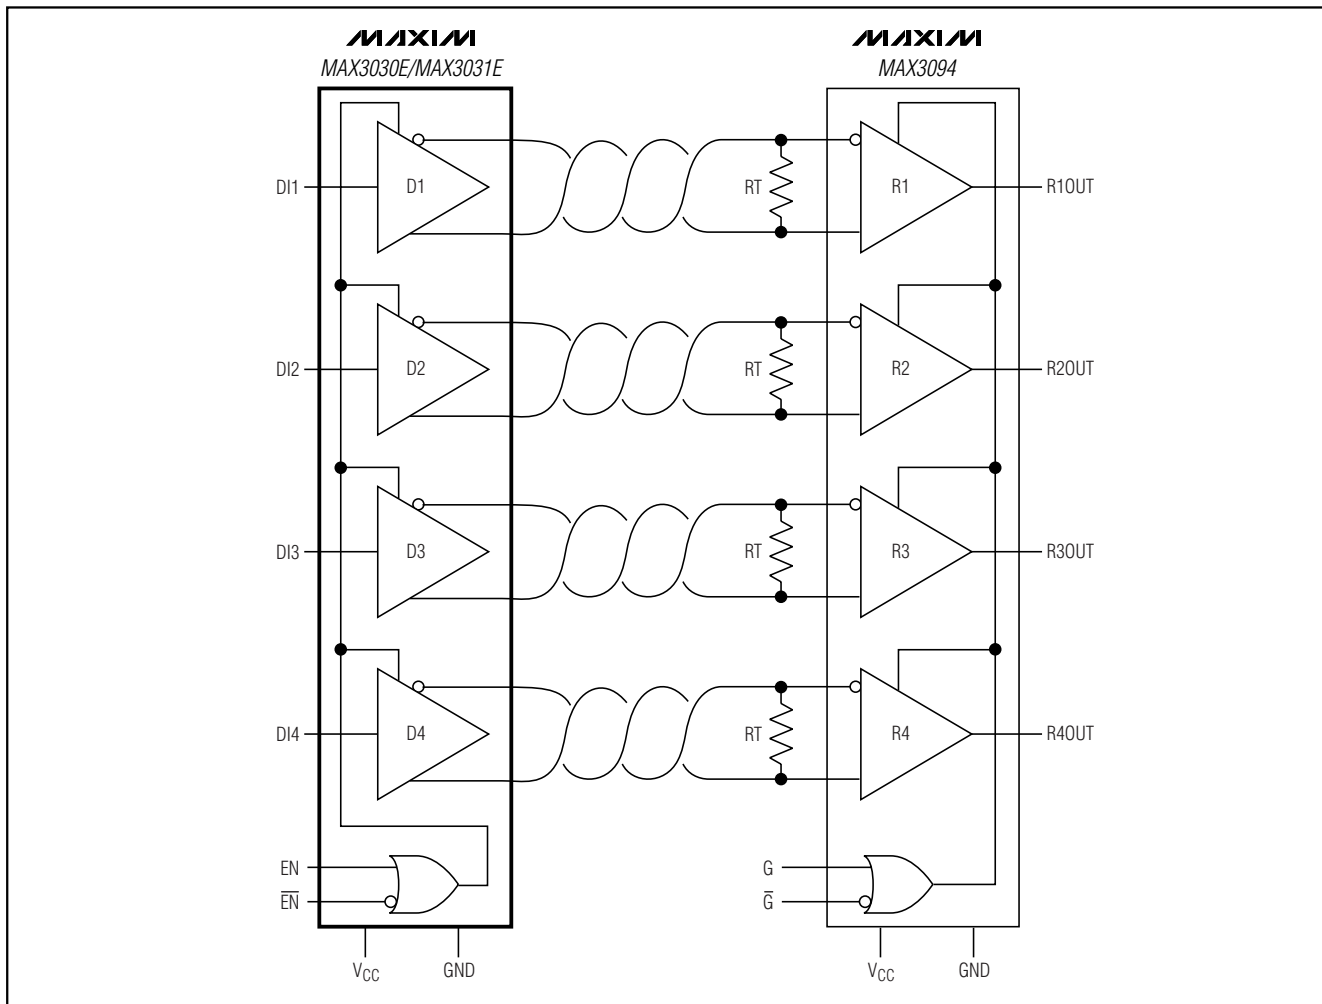 MAXIM
MAX3030E/MAX3031E
MAXIM
MAX3094
DI1
D1
RT
R1
R1OUT
DI2
D2
RT
R2
R2OUT
DI3
D3
RT
R3
R3OUT
DI4
D4
RT
R4
R4OUT
EN
E̅N̅
G
G̅
VCC
GND
VCC
GND